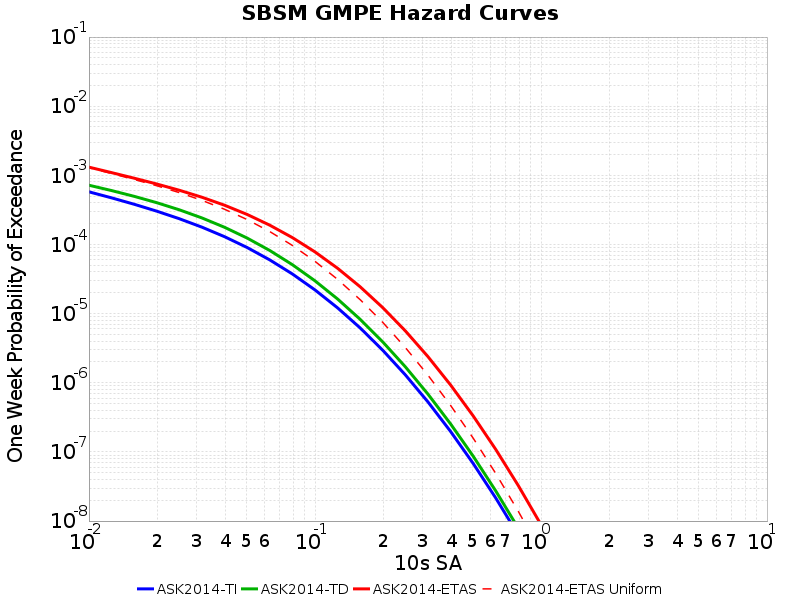 SBSM GMPE Hazard Curves
One Week Probability of Exceedance
10-1
10-2
10-3
10-4
10-5
10-6
10-7
10-8
10-2 2 3 4 5 6 10-1 2 3 4 5 6 7 100 2 3 4 5 6 7 101
10s SA
ASK2014-TI ASK2014-TD ASK2014-ETAS ASK2014-ETAS Uniform